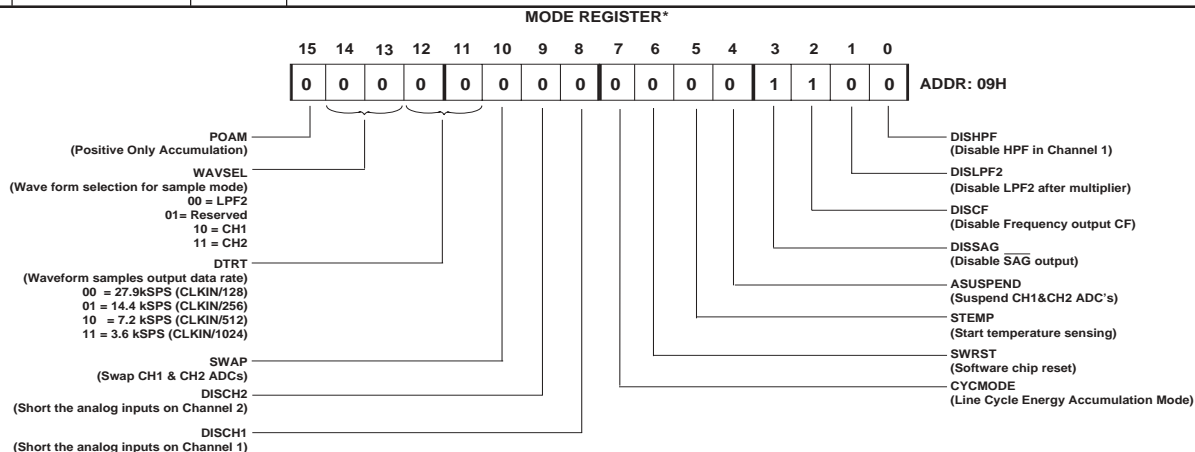 MODE REGISTER*
15 14 13 12 11 10 9 8 7 6 5 4 3 2 1 0
0 0 0 0 0 0 0 0 0 0 0 0 1 1 0 0 ADDR: 09H
POAM
(Positive Only Accumulation)
WAVSEL
(Wave form selection for sample mode)
00 = LPF2
01= Reserved
10 = CH1
11 = CH2
DTRT
(Waveform samples output data rate)
00 = 27.9kSPS (CLKIN/128)
01 = 14.4 kSPS (CLKIN/256)
10 = 7.2 kSPS (CLKIN/512)
11 = 3.6 kSPS (CLKIN/1024)
SWAP
(Swap CH1 & CH2 ADCs)
DISCH2
(Short the analog inputs on Channel 2)
DISCH1
(Short the analog inputs on Channel 1)
DISHPF
(Disable HPF in Channel 1)
DISLPF2
(Disable LPF2 after multiplier)
DISCF
(Disable Frequency output CF)
DISSAG
(Disable SAG output)
ASUSPEND
(Suspend CH1&CH2 ADC's)
STEMP
(Start temperature sensing)
SWRST
(Software chip reset)
CYCMODE
(Line Cycle Energy Accumulation Mode)